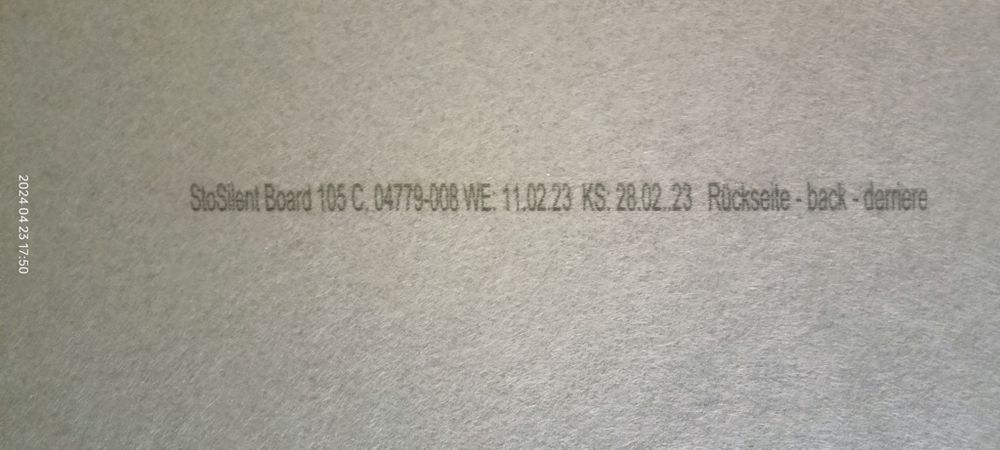 StoSilent Board 105 C. 04779-008 WE: 11.02.23 KS: 28.02..23 Rückseite - back - derriere
2024 04 23 17:50